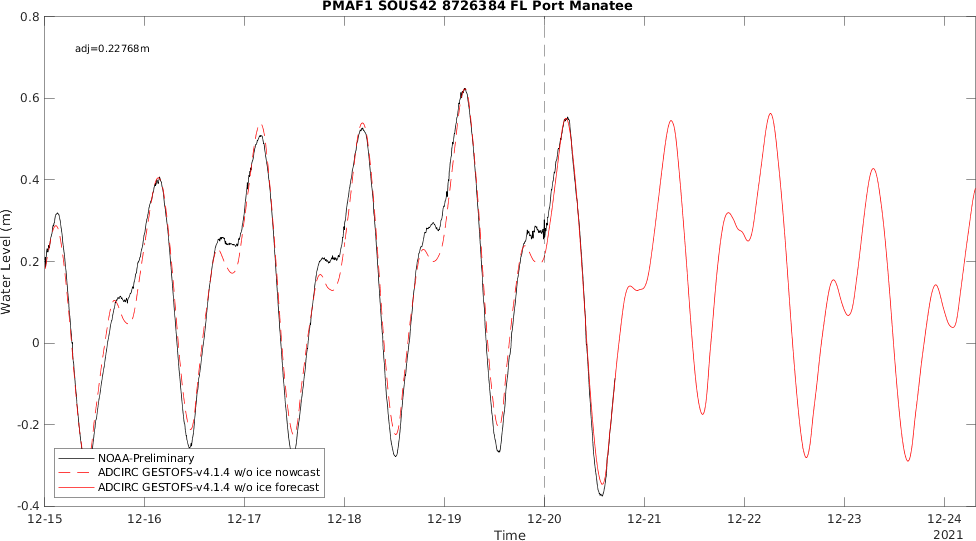 PMAF1 SOUS42 8726384 FL Port Manatee
0.8
adj=0.22768m
0.6
0.4
0.2
0
-0.2
-0.4
Water Level (m)
NOAA-Preliminary
ADCIRC GESTOFS-v4.1.4 w/o ice nowcast
ADCIRC GESTOFS-v4.1.4 w/o ice forecast
12-15 12-16 12-17 12-18 12-19 12-20 12-21 12-22 12-23 12-24
Time
2021